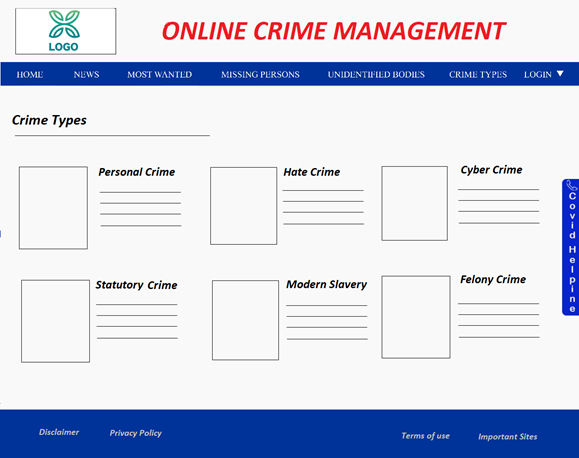 LOGO
ONLINE CRIME MANAGEMENT
HOME NEWS MOST WANTED MISSING PERSONS UNIDENTIFIED BODIES CRIME TYPES LOGIN
Crime Types
Personal Crime Hate Crime Cyber Crime
Statutory Crime Modern Slavery Felony Crime
Covid Helpine
Disclaimer Privacy Policy Terms of use Important Sites